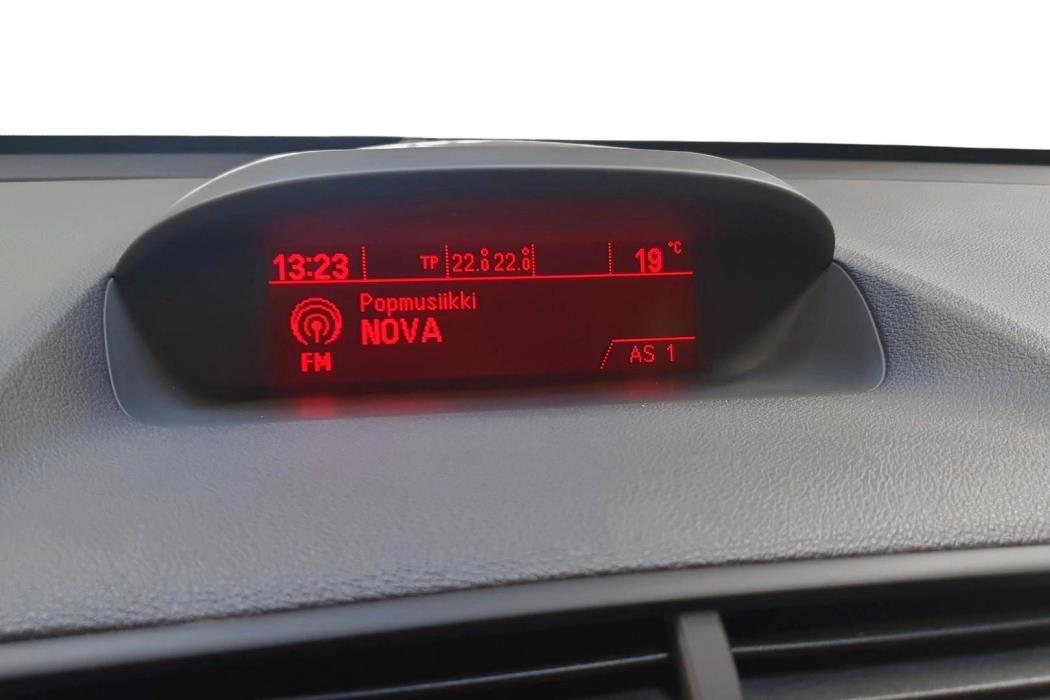 13:23 TP 22.0° 22.0° 19 °C
Popmusiikki
NOVA
FM
AS 1